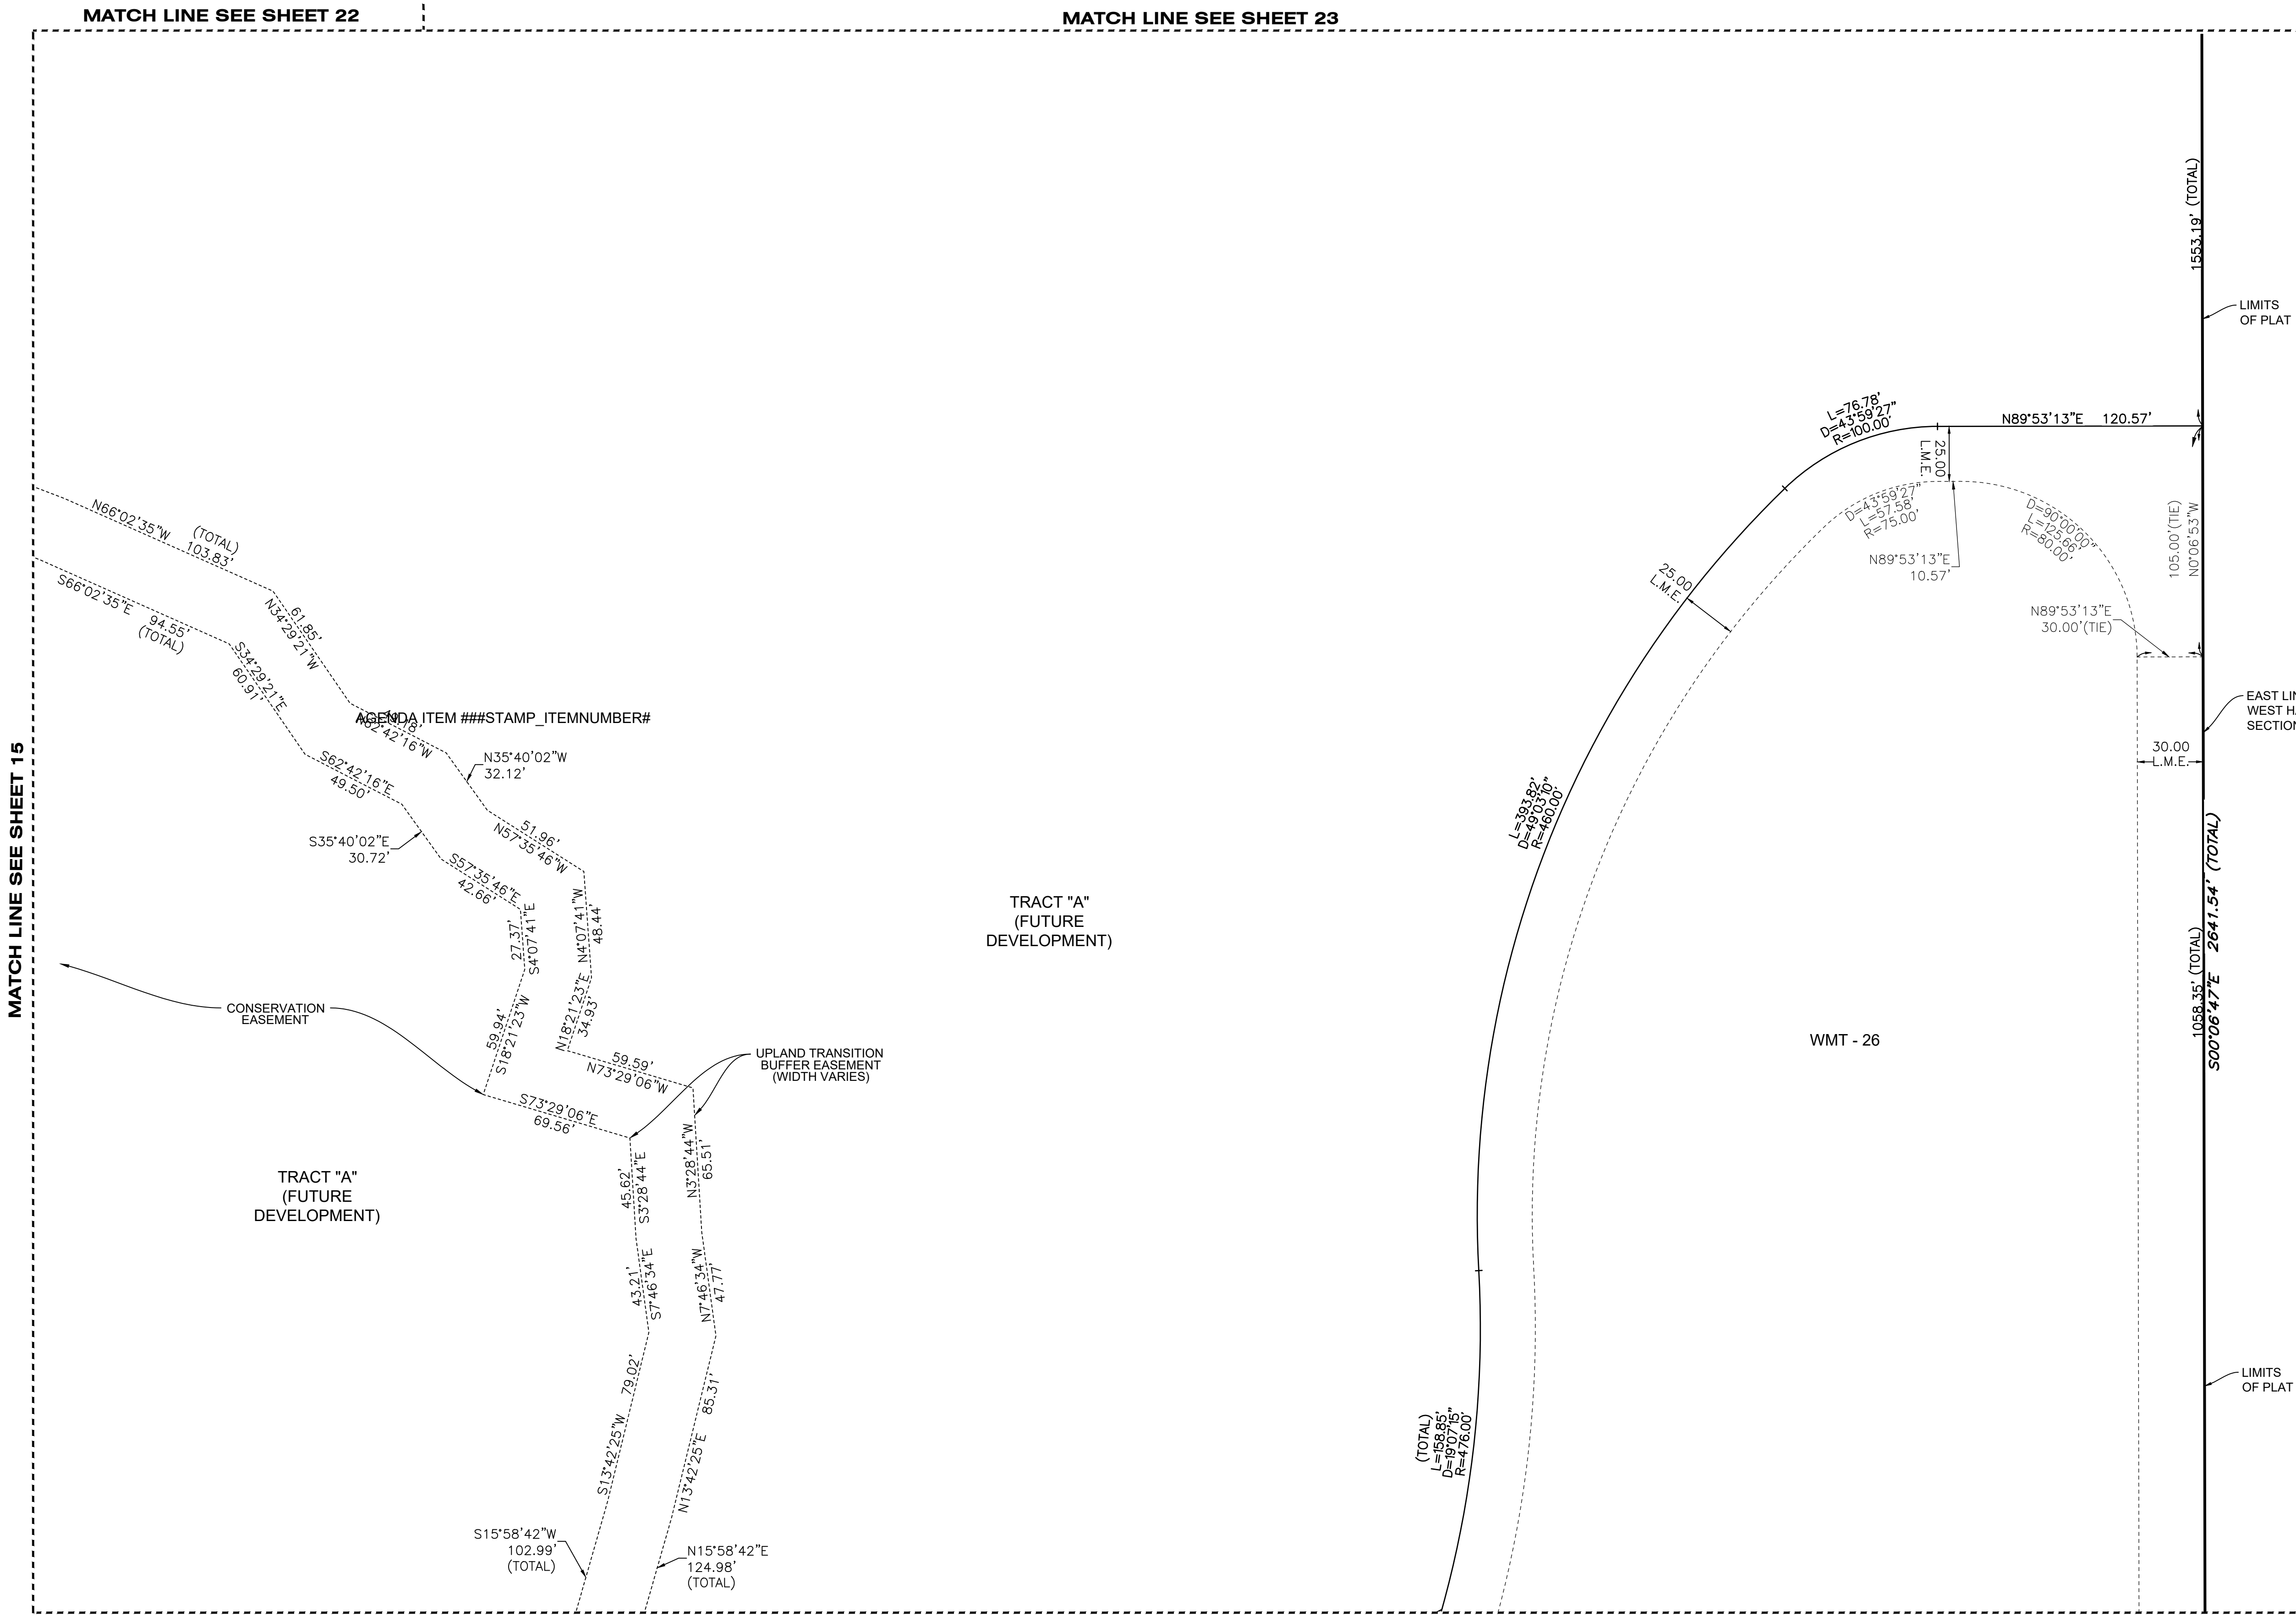 MATCH LINE SEE SHEET 22
MATCH LINE SEE SHEET 23
MATCH LINE SEE SHEET 15
1553.19' (TOTAL)
LIMITS
OF PLAT
L=76.78'
D=43°59'27"
R=100.00'
N89°53'13"E 120.57'
25.00
L.M.E.
D=43°59'27"
L=57.58'
R=75.00'
N89°53'13"E
10.57'
D=90°00'00"
L=125.66'
R=80.00'
105.00'(TIE)
N0°06'53"W
N89°53'13"E
30.00'(TIE)
25.00
L.M.E.
30.00
L.M.E.
EAST
WEST
N66°02'35"W
(TOTAL)
103.83'
S66°02'35"E
94.55'
(TOTAL)
61.85'
N34°29'21"W
S34°29'21"E
60.91'
AGENDA ITEM ###STAMP_ITEMNUMBER#
N62°42'16"W
S62°42'16"E
49.50'
N35°40'02"W
32.12'
S35°40'02"E
30.72'
51.96'
N57°35'46"W
S57°35'46"E
42.66'
27.37'
S4°07'41"E
N4°07'41"W
48.44'
59.94'
S18°21'23"W
N18°21'23"E
34.93'
CONSERVATION
EASEMENT
59.59'
N73°29'06"W
S73°29'06"E
69.56'
UPLAND TRANSITION
BUFFER EASEMENT
(WIDTH VARIES)
45.62'
S3°28'44"E
N3°28'44"W
65.51'
43.21'
S7°46'34"E
N7°46'34"W
47.77'
TRACT "A"
(FUTURE
DEVELOPMENT)
TRACT "A"
(FUTURE
DEVELOPMENT)
S13°42'25"W 79.02'
N13°42'25"E 85.31'
S15°58'42"W
102.99'
(TOTAL)
N15°58'42"E
124.98'
(TOTAL)
L=393.82'
D=49°03'10"
R=460.00'
WMT - 26
1058.35' (TOTAL)
S00°06'47"E 2641.54' (TOTAL)
(TOTAL)
L=158.85'
D=19°07'15"
R=476.00'
LIMITS
OF PLAT